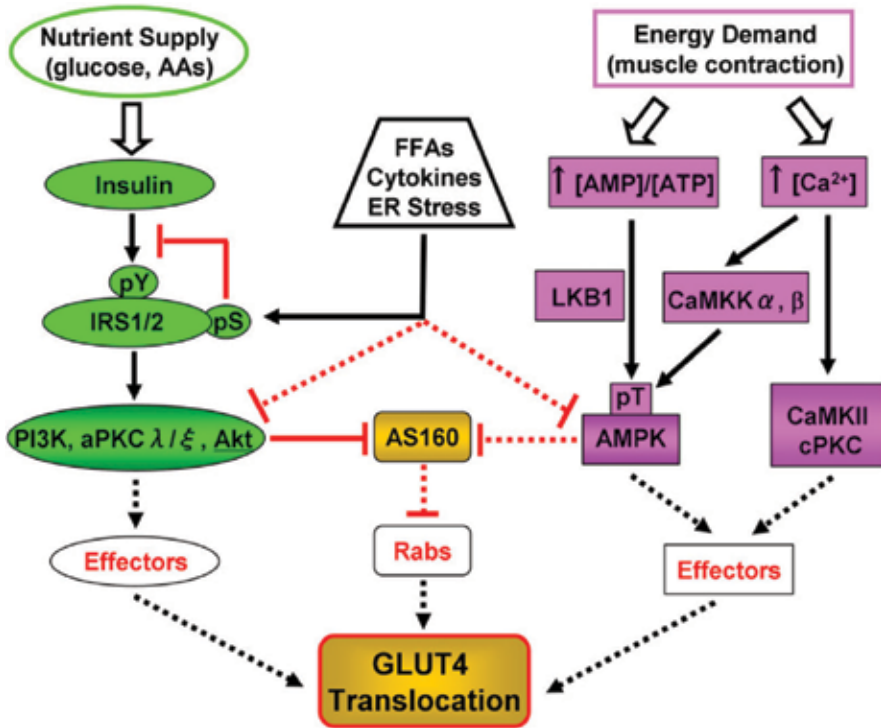 Nutrient Supply
(glucose, AAs)
Energy Demand
(muscle contraction)
FFAs
Cytokines
ER Stress
Insulin
↑ [AMP]/[ATP]
↑ [Ca²⁺]
pY
IRS1/2
pS
LKB1
CaMKK α, β
pT
AMPK
CaMKII
cPKC
PI3K, aPKC λ / ξ, Akt
AS160
Effectors
Rabs
Effectors
GLUT4
Translocation